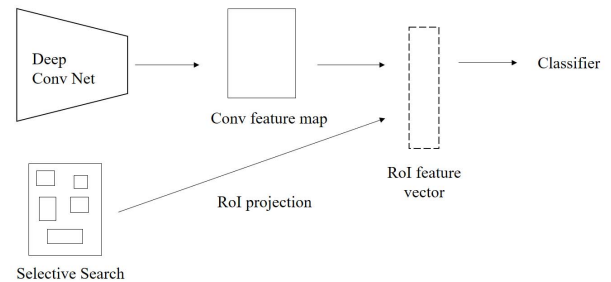 Deep
Conv Net
Conv feature map
Classifier
RoI feature
vector
RoI projection
Selective Search